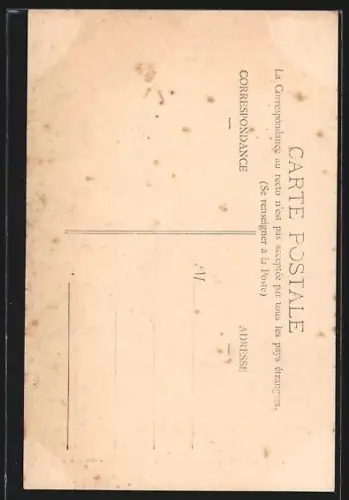 CARTE POSTALE
La Correspondance au recto n'est pas acceptée par tous les pays étrangers.
(Se renseigner à la Poste)
CORRESPONDANCE
ADRESSE
M